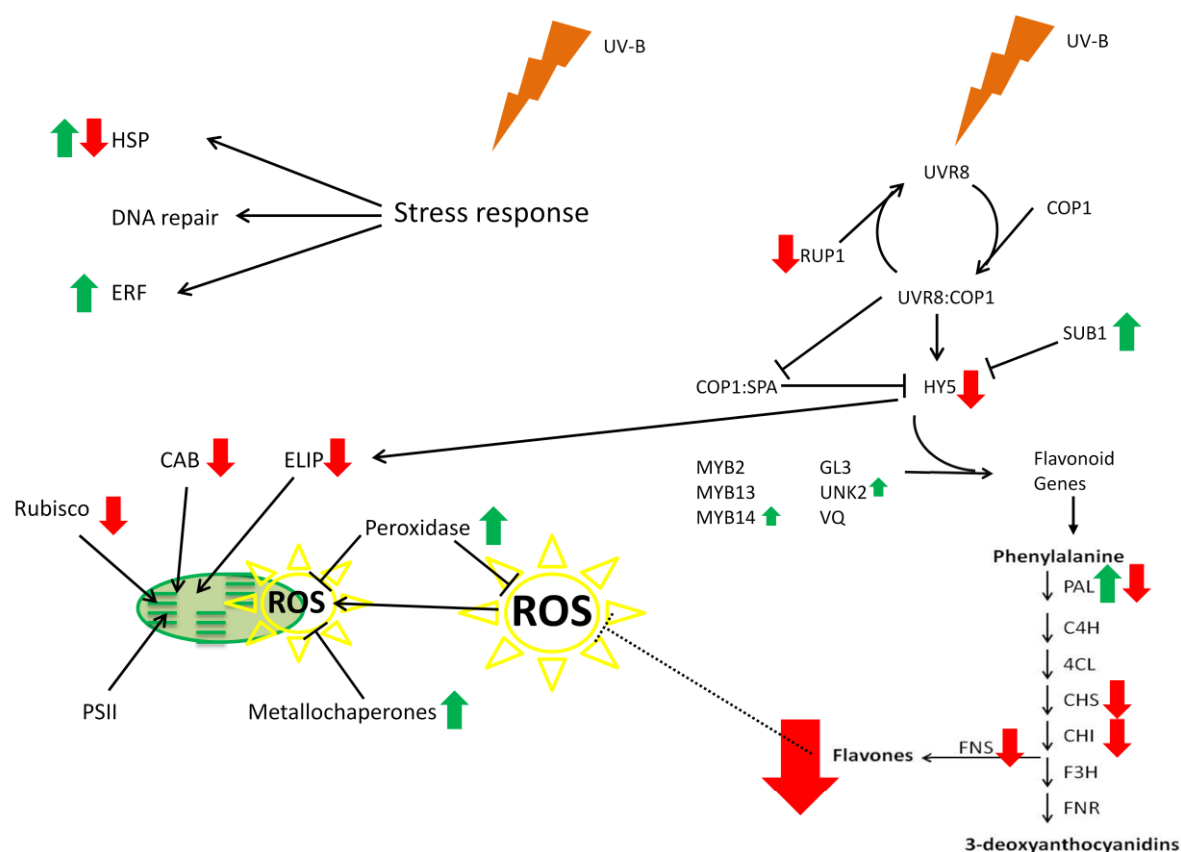 UV-B
UV-B
HSP
DNA repair
Stress response
ERF
UVR8
COP1
RUP1
UVR8:COP1
SUB1
COP1:SPA
HY5
CAB
ELIP
MYB2
GL3
MYB13
UNK2
MYB14
VQ
Flavonoid
Genes
Rubisco
Peroxidase
Phenylalanine
PAL
ROS
ROS
C4H
4CL
PSII
Metallochaperones
CHS
CHI
Flavones
FNS
F3H
FNR
3-deoxyanthocyanidins